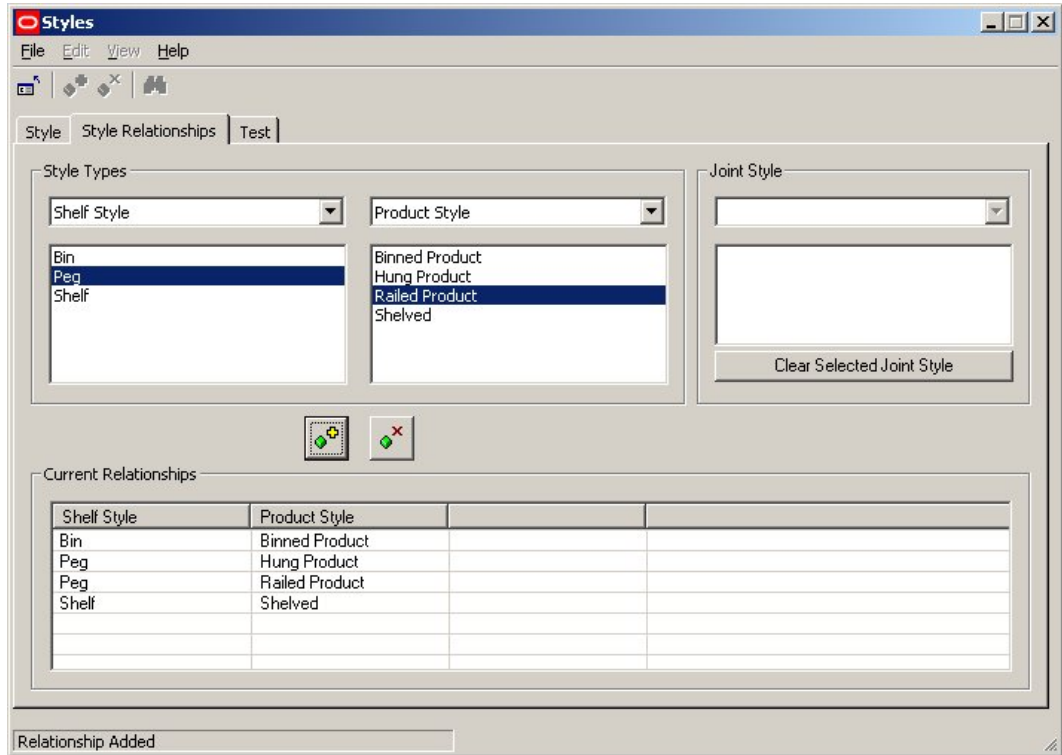 Styles
File Edit View Help
Style Style Relationships Test
Style Types
Joint Style
Shelf Style Product Style
Bin
Peg
Shelf
Binned Product
Hung Product
Railed Product
Shelved
Clear Selected Joint Style
Current Relationships
Shelf Style Product Style
Bin Binned Product
Peg Hung Product
Peg Railed Product
Shelf Shelved
Relationship Added